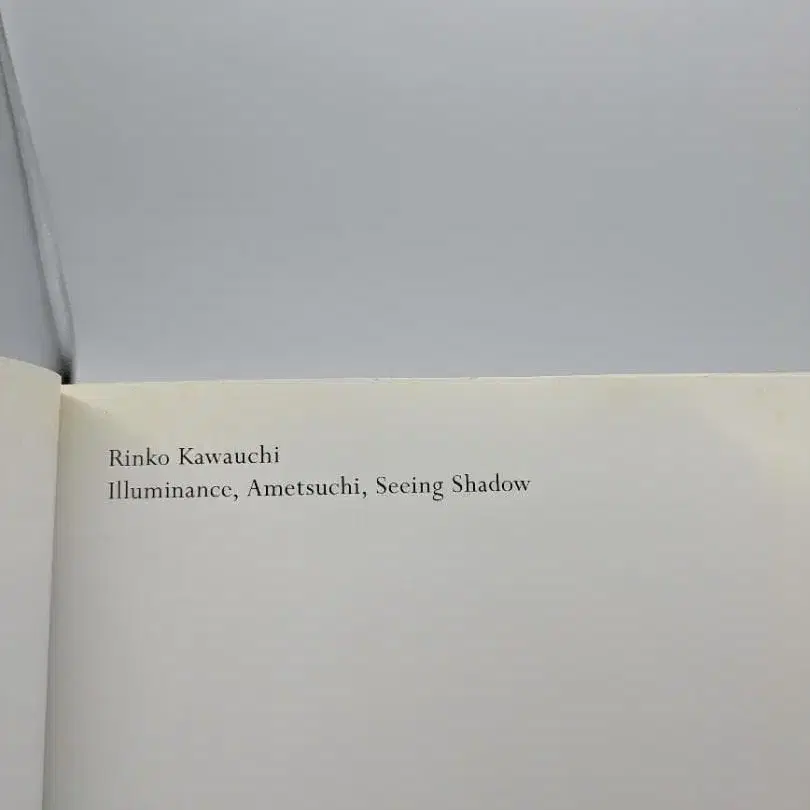 Rinko Kawauchi
Illuminance, Ametsuchi, Seeing Shadow